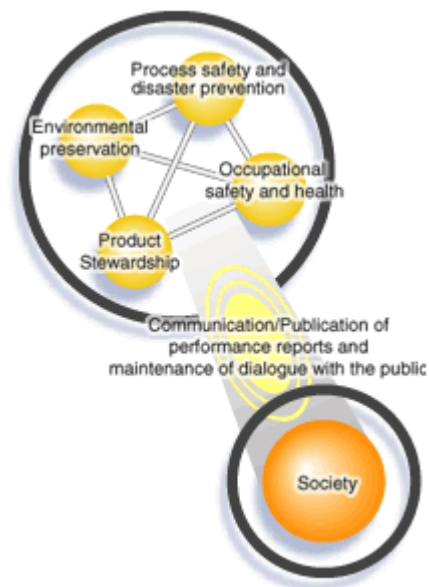 Process safety and
disaster prevention
Environmental
preservation
Occupational
safety and health
Product
Stewardship
Communication/Publication of
performance reports and
maintenance of dialogue with the public
Society